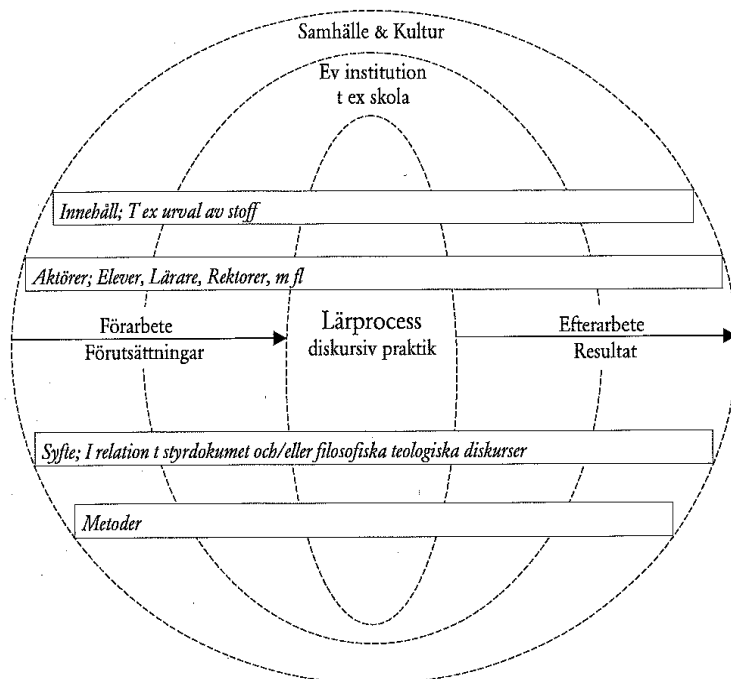 Samhälle & Kultur
Ev institution
t ex skola
Innehåll; T ex urval av stoff
Aktörer; Elever, Lärare, Rektorer, m fl
Förarbete
Förutsättningar
Lärprocess
diskursiv praktik
Efterarbete
Resultat
Syfte; I relation t styrdokumet och/eller filosofiska teologiska diskurser
Metoder